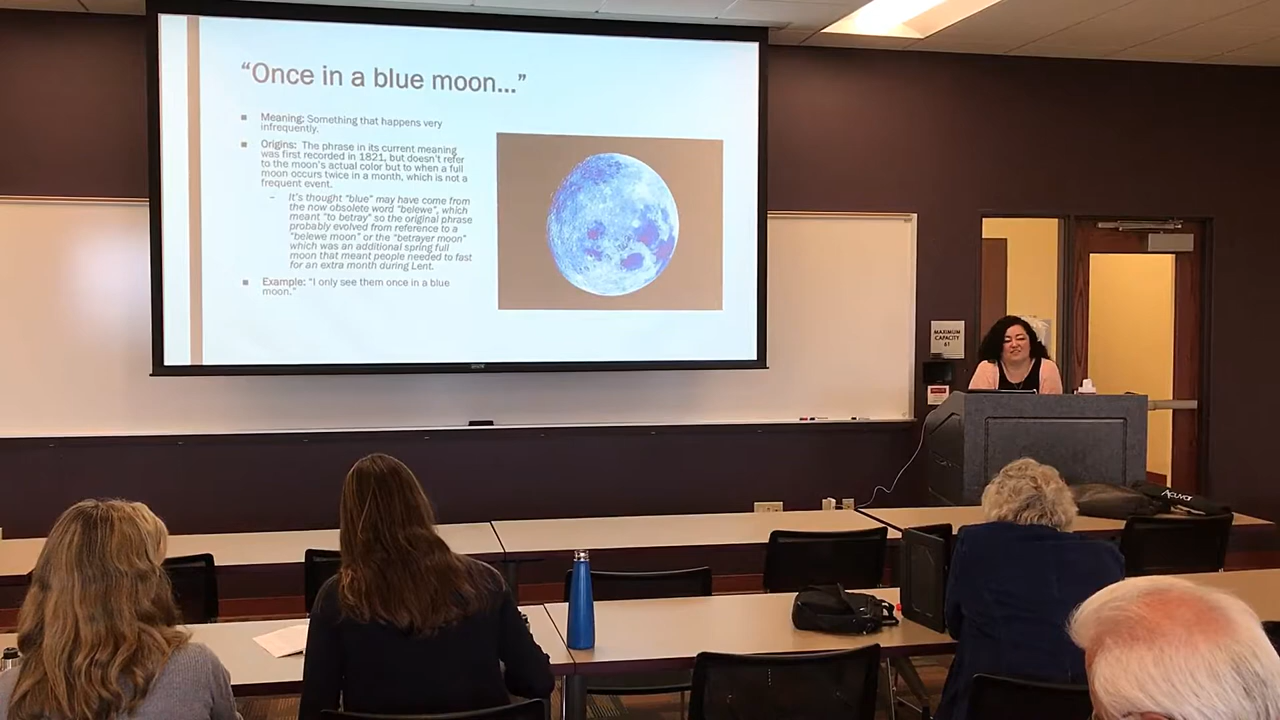 “Once in a blue moon...”
■ Meaning: Something that happens very
infrequently.
■ Origins: The phrase in its current meaning
was first recorded in 1821, but doesn’t refer
to the moon’s actual color but to when a full
moon occurs twice in a month, which is not a
frequent event.
– It’s thought “blue” may have come from
the now obsolete word “belewe”, which
meant “to betray” so the original phrase
probably evolved from reference to a
“belewe moon” or the “betrayer moon”
which was an additional spring full
moon that meant people needed to fast
for an extra month during Lent.
■ Example: “I only see them once in a blue
moon.”
MAXIMUM
CAPACITY
61
Acuvar